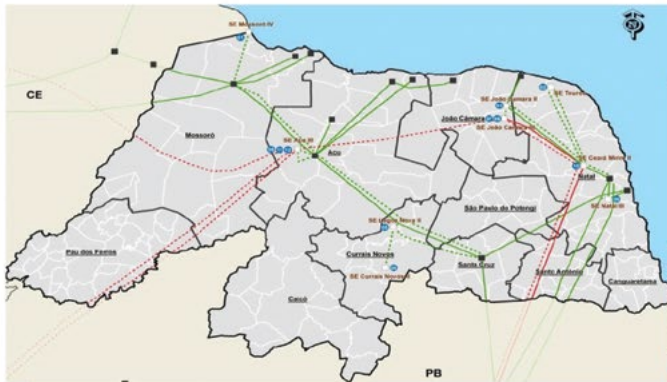 SE Mossoró IV
CE
SE Touros
SE João Câmara II
João Câmara
SE João Câmara III
Mossoró
SE Açu III
Açu
SE Ceará Mirim II
Natal
São Paulo do Potengi
SE Natal III
SE Lagoa Nova II
Pau dos Ferros
Currais Novos
Santa Cruz
Santo Antônio
Canguaretama
SE Currais Novos II
Caicó
PB